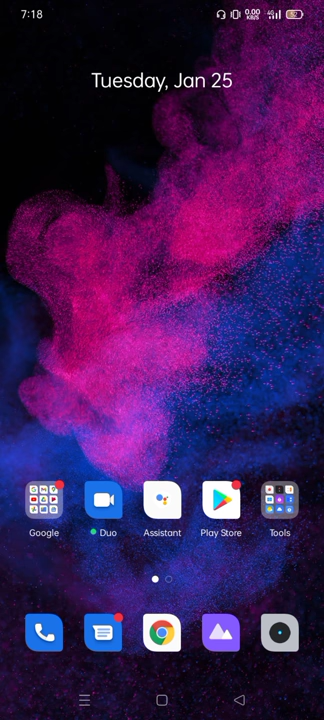 7:18
0.00
KB/S
4G
Tuesday, Jan 25
Google
Duo
Assistant
Play Store
Tools